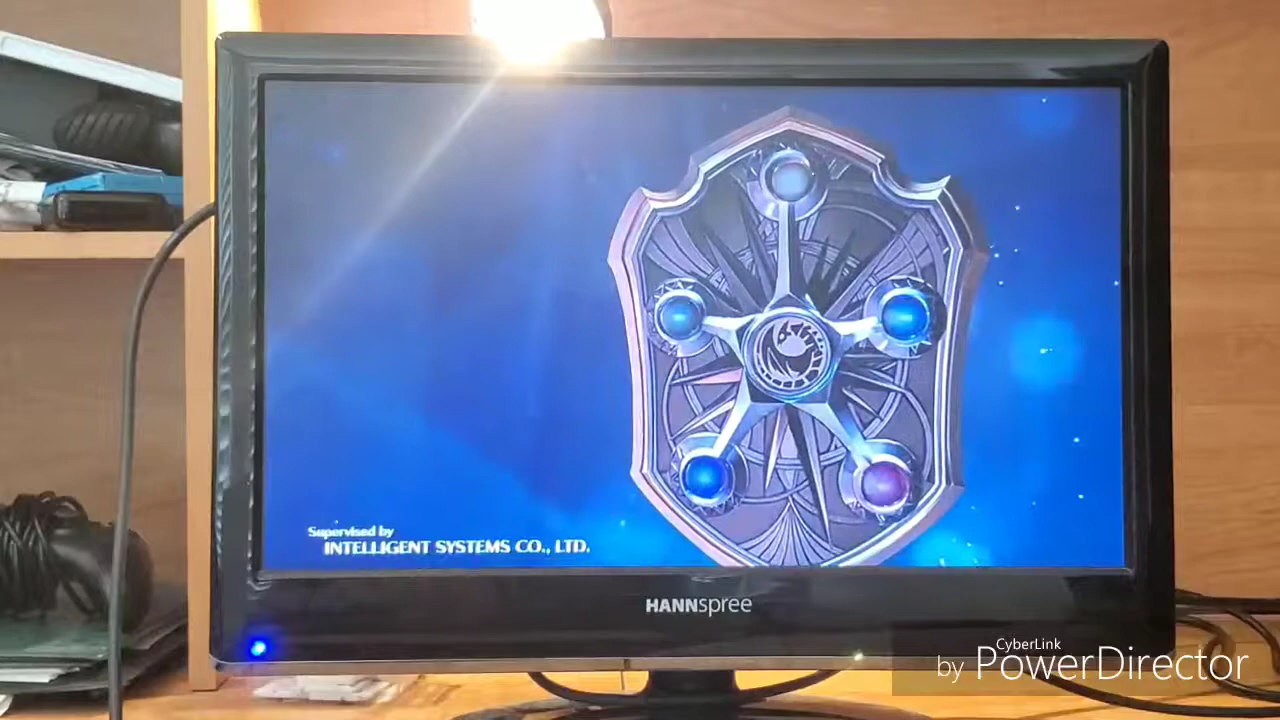 Supervised by
INTELLIGENT SYSTEMS CO., LTD.
HANNspree
CyberLink
by PowerDirector